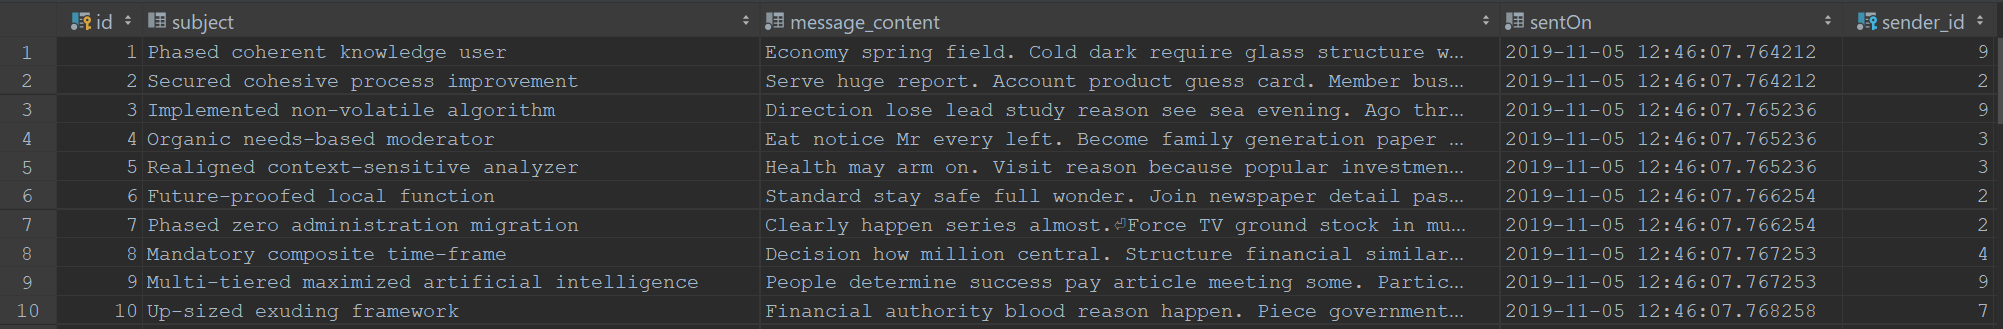 id subject message_content sentOn sender_id
1 1 Phased coherent knowledge user Economy spring field. Cold dark require glass structure w… 2019-11-05 12:46:07.764212 9
2 2 Secured cohesive process improvement Serve huge report. Account product guess card. Member bus… 2019-11-05 12:46:07.764212 2
3 3 Implemented non-volatile algorithm Direction lose lead study reason see sea evening. Ago thr… 2019-11-05 12:46:07.765236 9
4 4 Organic needs-based moderator Eat notice Mr every left. Become family generation paper … 2019-11-05 12:46:07.765236 3
5 5 Realigned context-sensitive analyzer Health may arm on. Visit reason because popular investmen… 2019-11-05 12:46:07.765236 3
6 6 Future-proofed local function Standard stay safe full wonder. Join newspaper detail pas… 2019-11-05 12:46:07.766254 2
7 7 Phased zero administration migration Clearly happen series almost.⏎Force TV ground stock in mu… 2019-11-05 12:46:07.766254 2
8 8 Mandatory composite time-frame Decision how million central. Structure financial similar… 2019-11-05 12:46:07.767253 4
9 9 Multi-tiered maximized artificial intelligence People determine success pay article meeting some. Partic… 2019-11-05 12:46:07.767253 9
10 10 Up-sized exuding framework Financial authority blood reason happen. Piece government… 2019-11-05 12:46:07.768258 7